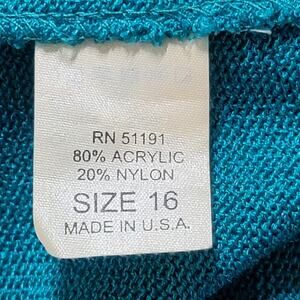 RN 51191
80% ACRYLIC
20% NYLON
SIZE 16
MADE IN U.S.A.